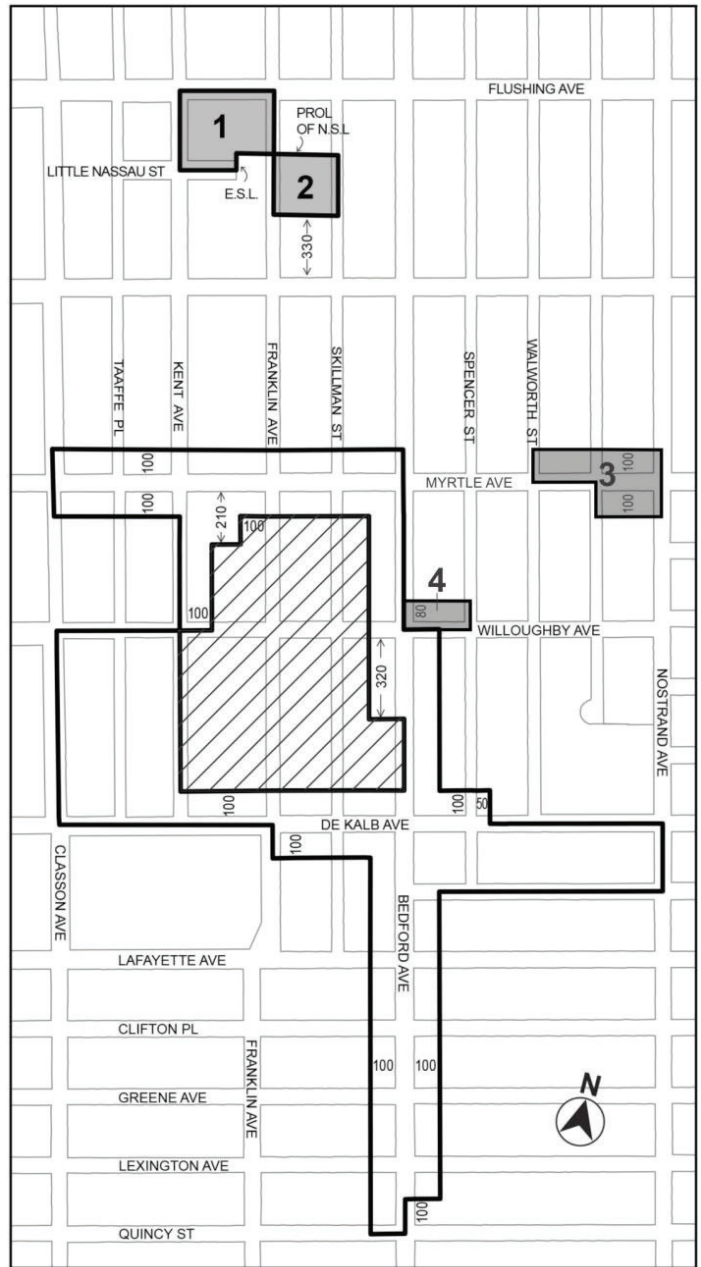 FLUSHING AVE
1
PROL
OF N.S.L
LITTLE NASSAU ST
E.S.L.
2
330
TAAFFE PL
KENT AVE
FRANKLIN AVE
SKILLMAN ST
SPENCER ST
WALWORTH ST
100
100
3
MYRTLE AVE
100
100
210
100
100
4
80
100
WILLOUGHBY AVE
320
NOSTRAND AVE
100
100
50
DE KALB AVE
100
CLASSON AVE
BEDFORD AVE
LAFAYETTE AVE
CLIFTON PL
FRANKLIN AVE
100
100
N
GREENE AVE
LEXINGTON AVE
100
QUINCY ST